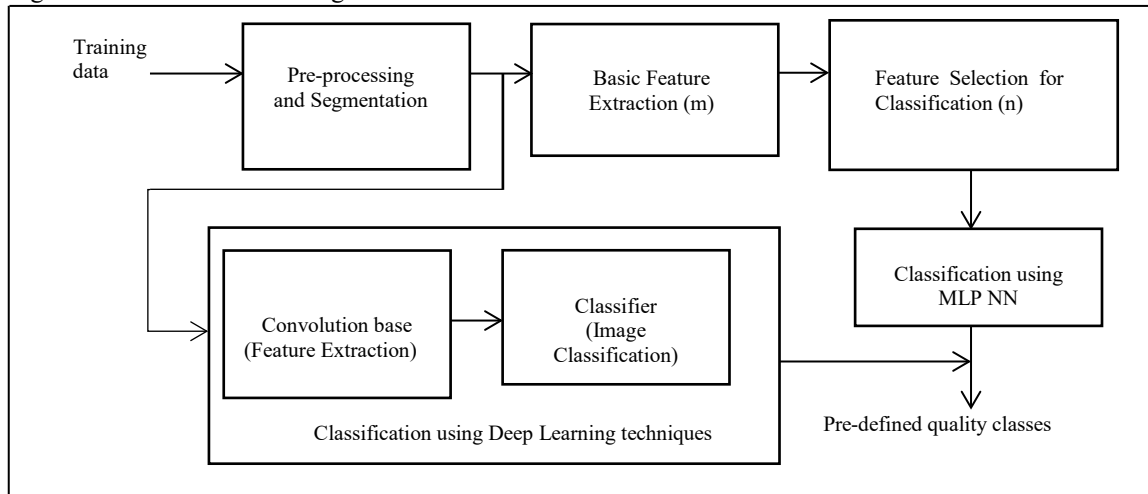 Training
data
Pre-processing
and Segmentation
Basic Feature
Extraction (m)
Feature Selection for
Classification (n)
Classification using
MLP NN
Convolution base
(Feature Extraction)
Classifier
(Image
Classification)
Classification using Deep Learning techniques
Pre-defined quality classes